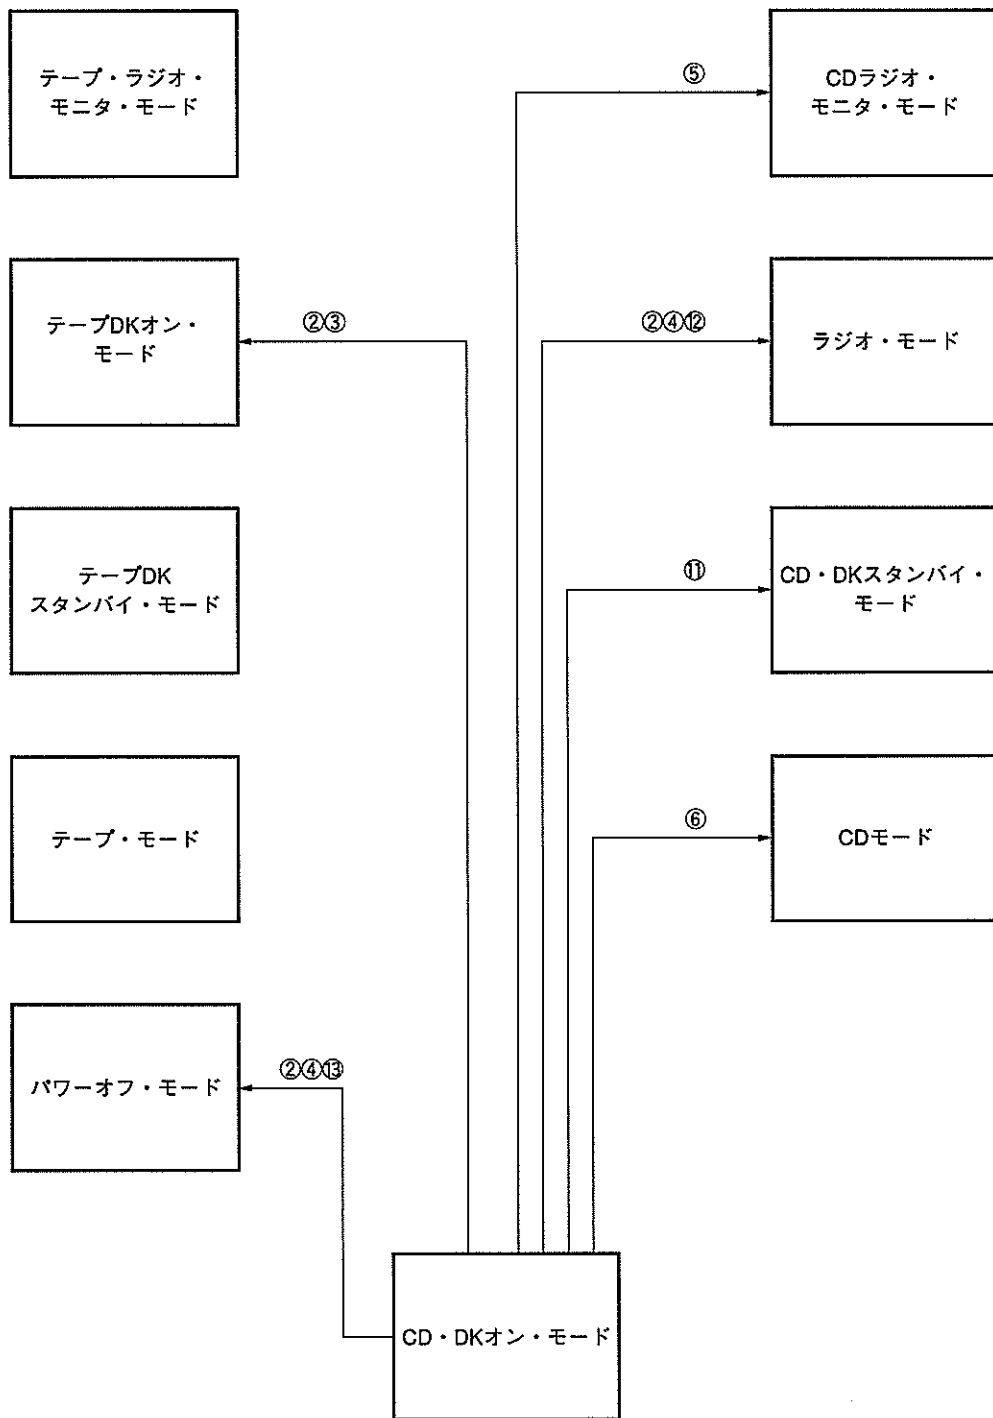 テープ・ラジオ・
モニタ・モード
⑤
CDラジオ・
モニタ・モード
テープDKオン・
モード
②③
②④⑫
ラジオ・モード
テープDK
スタンバイ・モード
⑪
CD・DKスタンバイ・
モード
テープ・モード
⑥
CDモード
パワーオフ・モード
②④⑬
CD・DKオン・モード